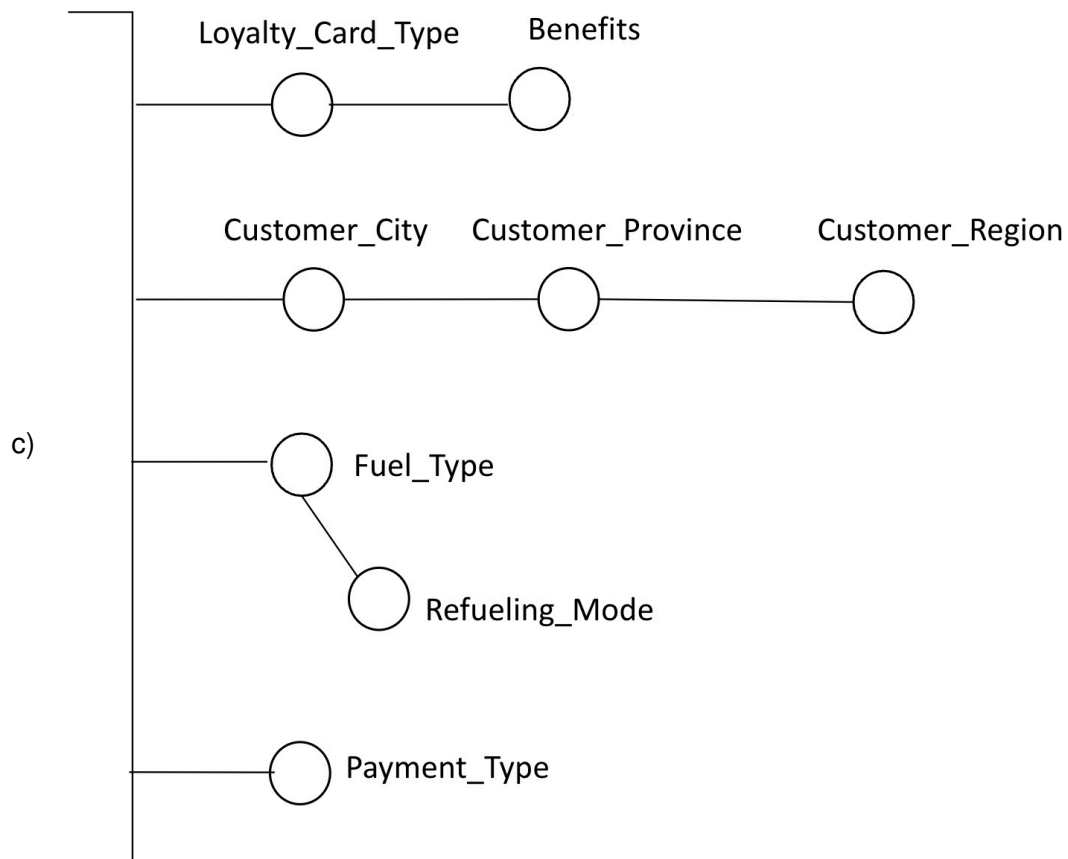 Loyalty_Card_Type
Benefits
Customer_City
Customer_Province
Customer_Region
c)
Fuel_Type
Refueling_Mode
Payment_Type